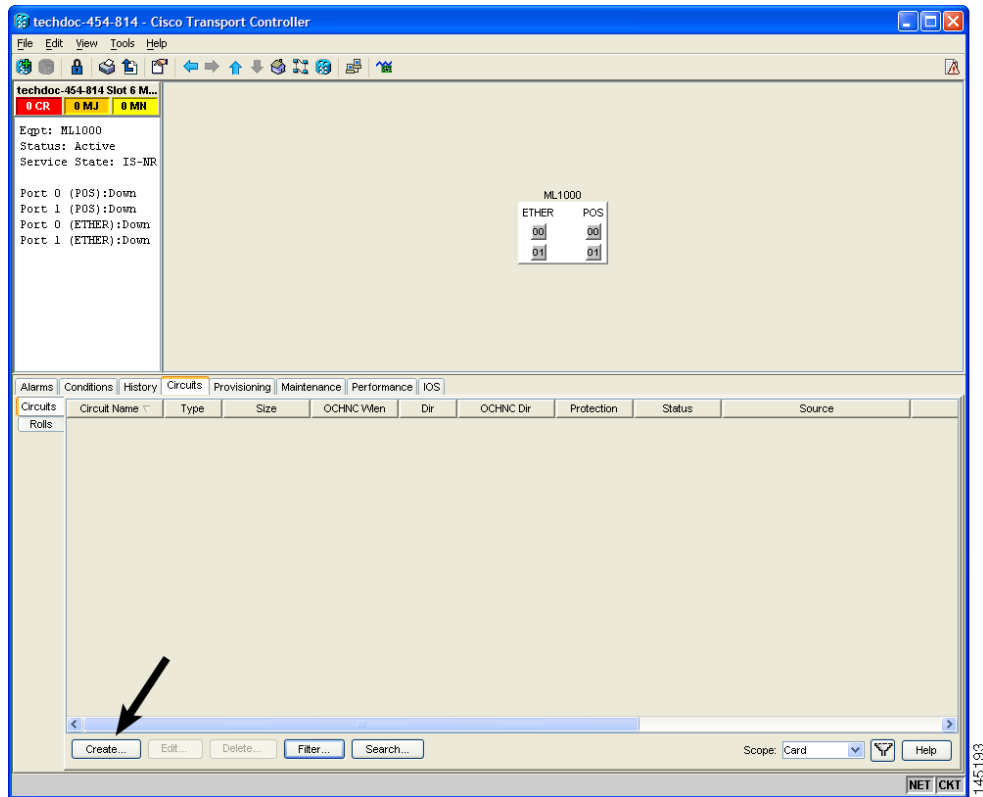 techdoc-454-814 - Cisco Transport Controller
File Edit View Tools Help
techdoc-454-814 Slot 6 M...
0 CR 0 MJ 0 MN
Eqpt: ML1000
Status: Active
Service State: IS-NR
Port 0 (POS):Down
Port 1 (POS):Down
Port 0 (ETHER):Down
Port 1 (ETHER):Down
ML1000
ETHER POS
00 00
01 01
Alarms Conditions History Circuits Provisioning Maintenance Performance IOS
Circuits Rolls
Circuit Name Type Size OCHNC Wlen Dir OCHNC Dir Protection Status Source
Create... Edit... Delete... Filter... Search... Scope: Card Help
NET CKT
145193